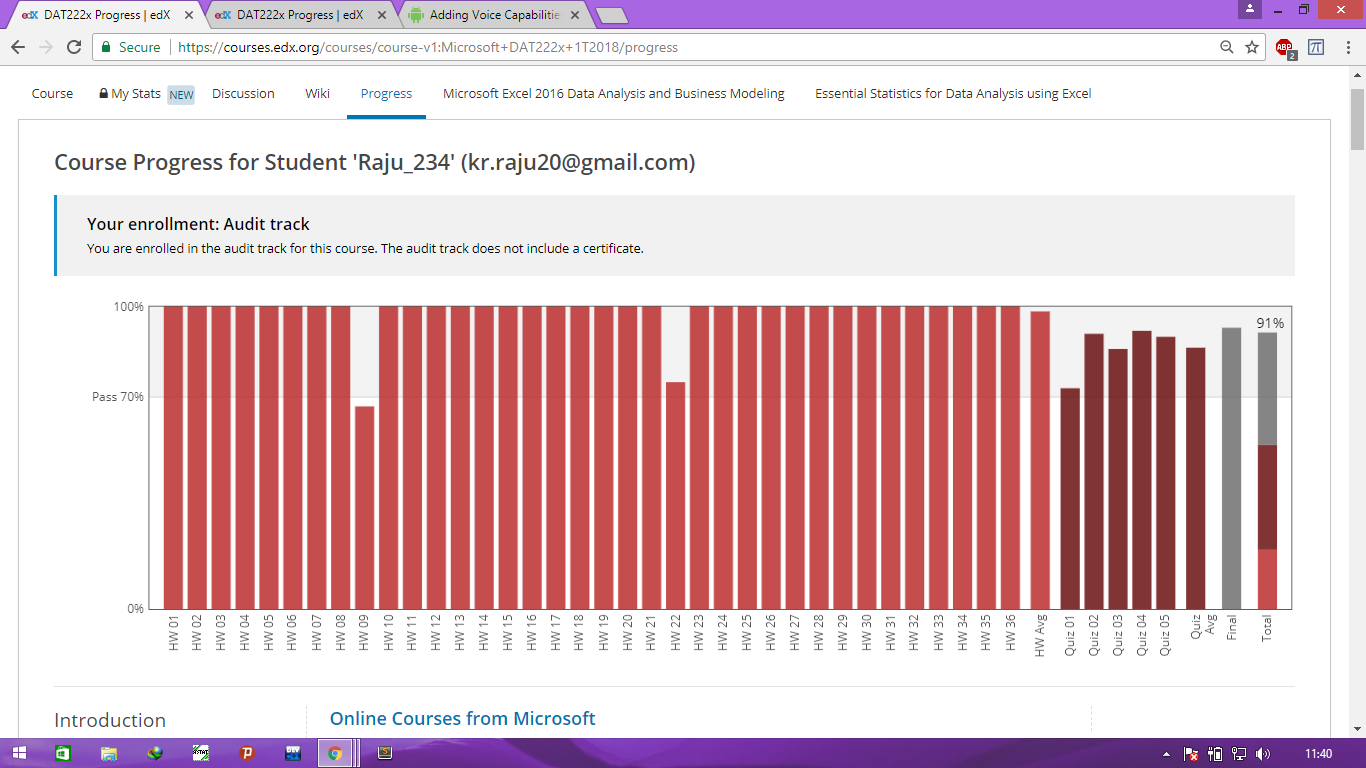 edX DAT222x Progress | edX
edX DAT222x Progress | edX
Adding Voice Capabilitie
Secure https://courses.edx.org/courses/course-v1:Microsoft+DAT222x+1T2018/progress
ABP
2
π
Course My Stats NEW Discussion Wiki Progress Microsoft Excel 2016 Data Analysis and Business Modeling Essential Statistics for Data Analysis using Excel
Course Progress for Student 'Raju_234' (kr.raju20@gmail.com)
Your enrollment: Audit track
You are enrolled in the audit track for this course. The audit track does not include a certificate.
100%
91%
Pass 70%
0%
HW 01
HW 02
HW 03
HW 04
HW 05
HW 06
HW 07
HW 08
HW 09
HW 10
HW 11
HW 12
HW 13
HW 14
HW 15
HW 16
HW 17
HW 18
HW 19
HW 20
HW 21
HW 22
HW 23
HW 24
HW 25
HW 26
HW 27
HW 28
HW 29
HW 30
HW 31
HW 32
HW 33
HW 34
HW 35
HW 36
HW Avg
Quiz 01
Quiz 02
Quiz 03
Quiz 04
Quiz 05
Quiz
Avg
Final
Total
Introduction
Online Courses from Microsoft
11:40